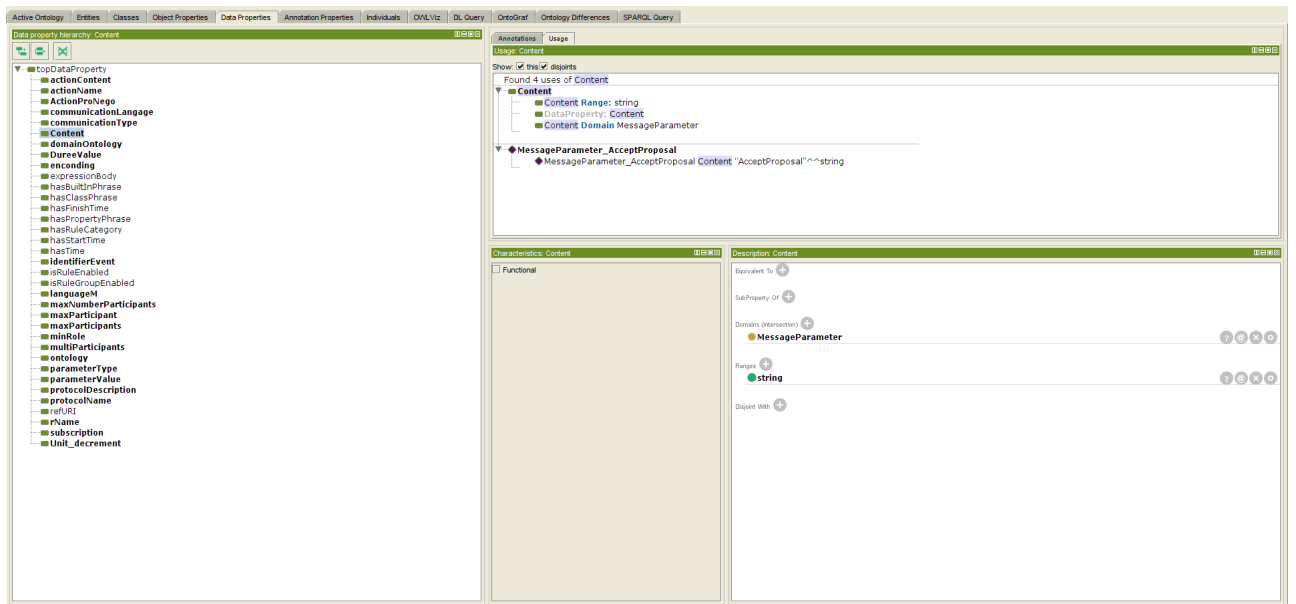 Active Ontology Entities Classes Object Properties Data Properties Annotation Properties Individuals OWLViz DL Query OntoGraf Ontology Differences SPARQL Query
Data property hierarchy: Content
topDataProperty
actionContent
actionName
ActionProNego
communicationLangage
communicationType
Content
domainOntology
DureeValue
enconding
expressionBody
hasBuiltInPhrase
hasClassPhrase
hasFinishTime
hasPropertyPhrase
hasRuleCategory
hasStartTime
hasTime
identifierEvent
isRuleEnabled
isRuleGroupEnabled
languageM
maxNumberParticipants
maxParticipant
maxParticipants
minRole
multiParticipants
ontology
parameterType
parameterValue
protocolDescription
protocolName
refURI
rName
subscription
Unit_decrement
Annotations Usage
Usage: Content
Show: this disjoints
Found 4 uses of Content
Content
Content Range: string
DataProperty: Content
Content Domain MessageParameter
MessageParameter_AcceptProposal
MessageParameter_AcceptProposal Content "AcceptProposal"^^string
Characteristics: Content
Functional
Description: Content
Equivalent To
SubProperty Of
Domains (intersection)
MessageParameter
Ranges
string
Disjoint With